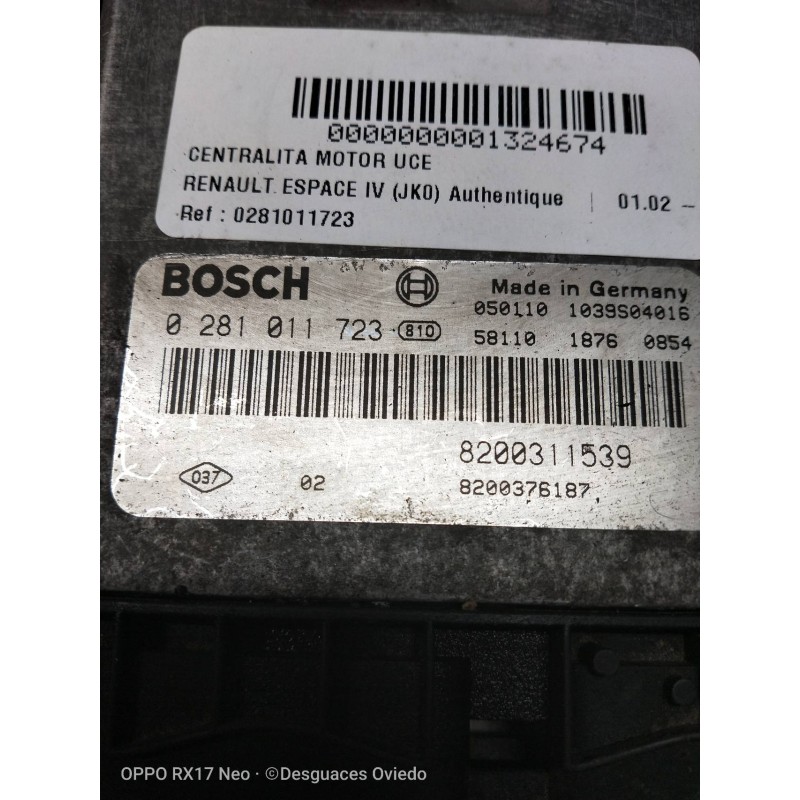 0000000001324674
CENTRALITA MOTOR UCE
RENAULT ESPACE IV (JK0) Authentique | 01.02 –
Ref : 0281011723
BOSCH Made in Germany
050110 1039S04016
0 281 011 723 810
58110 1876 0854
8200311539
037 02 8200376187
OPPO RX17 Neo · ©Desguaces Oviedo